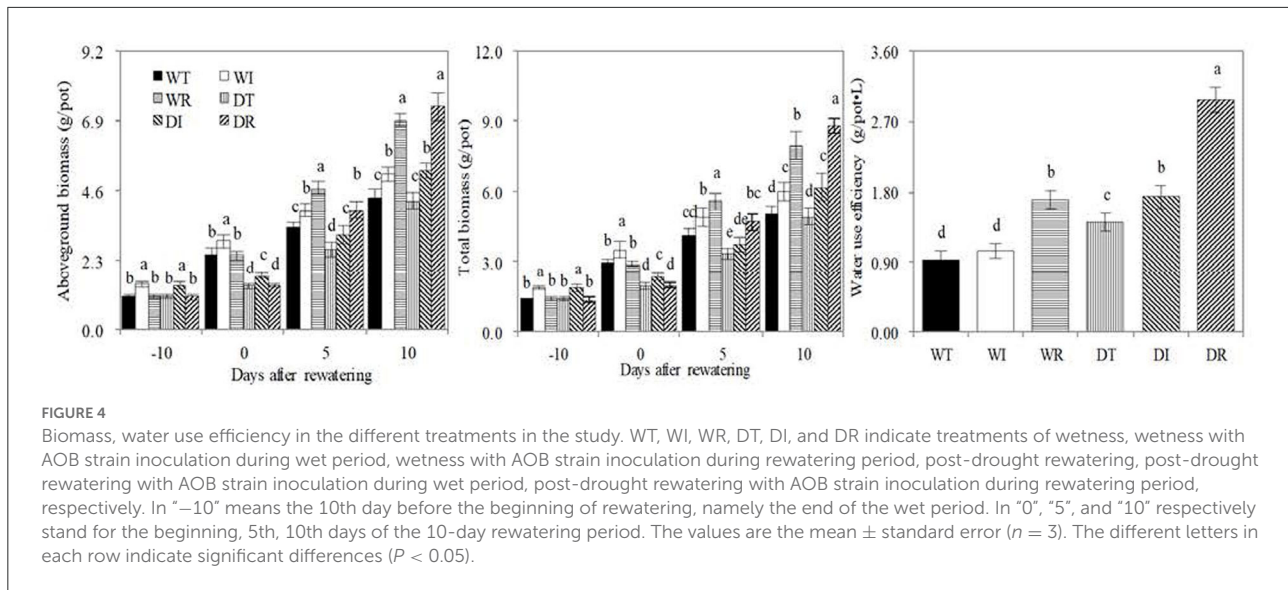 9.2
6.9
4.6
2.3
0.0
Aboveground biomass (g/pot)
WT
WI
WR
DT
DI
DR
b a b b a b
b a b d c d
c b a d c b
c b a c b a
-10 0 5 10
Days after rewatering
12.0
9.0
6.0
3.0
0.0
Total biomass (g/pot)
b a b b a b
b a b d c d
cd b a e de bc
d c b d c a
-10 0 5 10
Days after rewatering
3.60
2.70
1.80
0.90
0.00
Water use efficiency (g/pot•L)
d d b c b a
WT WI WR DT DI DR
FIGURE 4
Biomass, water use efficiency in the different treatments in the study. WT, WI, WR, DT, DI, and DR indicate treatments of wetness, wetness with
AOB strain inoculation during wet period, wetness with AOB strain inoculation during rewatering period, post-drought rewatering, post-drought
rewatering with AOB strain inoculation during wet period, post-drought rewatering with AOB strain inoculation during rewatering period,
respectively. In “−10” means the 10th day before the beginning of rewatering, namely the end of the wet period. In “0”, “5”, and “10” respectively
stand for the beginning, 5th, 10th days of the 10-day rewatering period. The values are the mean ± standard error (n = 3). The different letters in
each row indicate significant differences (P < 0.05).